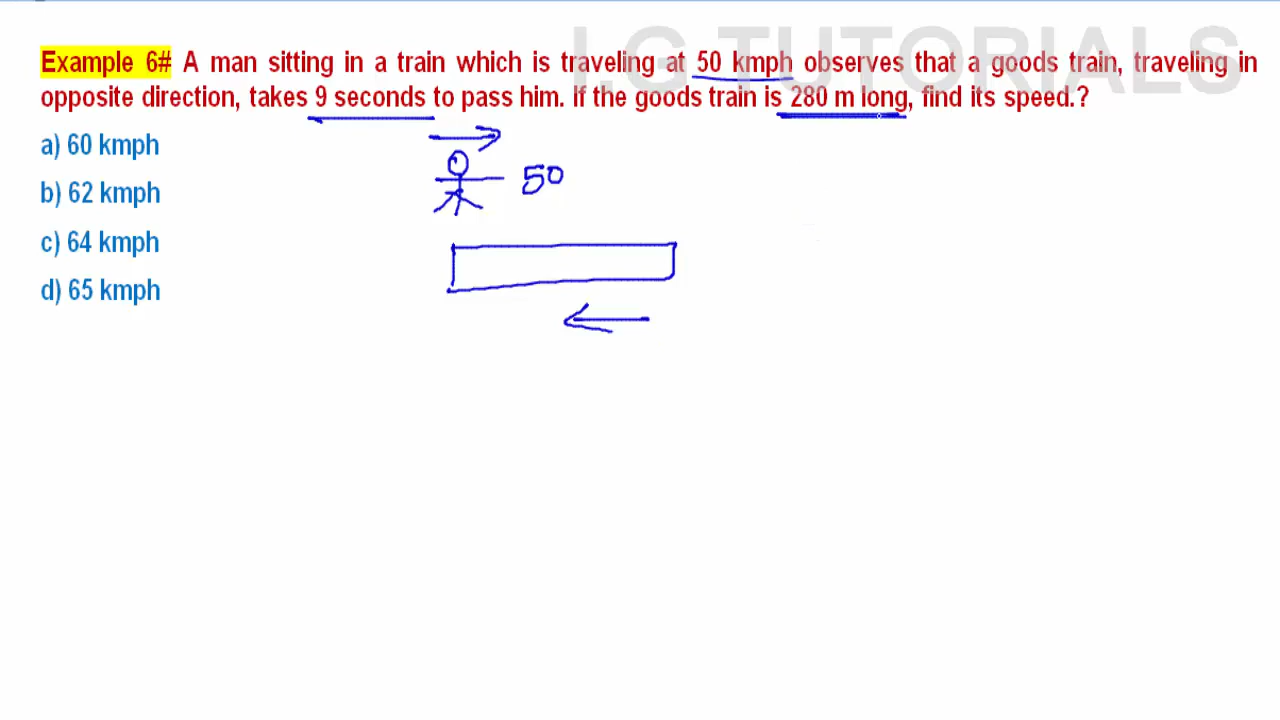 I.G TUTORIALS
Example 6# A man sitting in a train which is traveling at 50 kmph observes that a goods train, traveling in
opposite direction, takes 9 seconds to pass him. If the goods train is 280 m long, find its speed.?
a) 60 kmph
b) 62 kmph
c) 64 kmph
d) 65 kmph
50